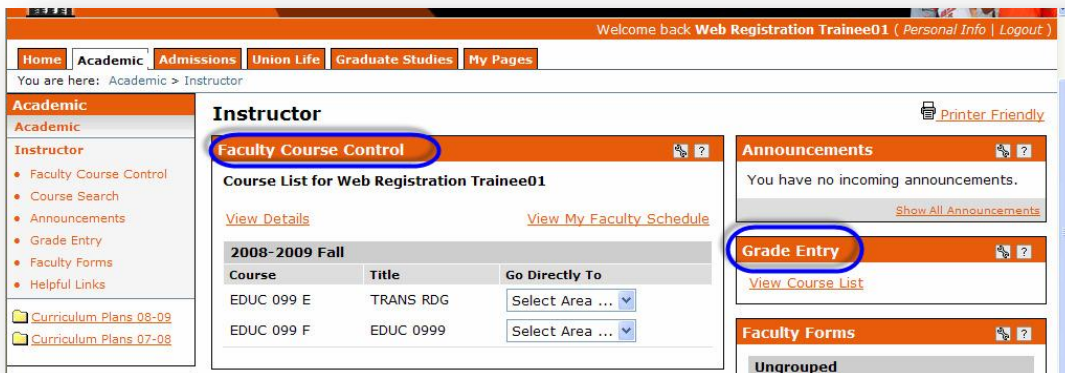 Welcome back Web Registration Trainee01 ( Personal Info | Logout )
Home Academic Admissions Union Life Graduate Studies My Pages
You are here: Academic > Instructor
Academic
Academic
Instructor
Faculty Course Control
Course Search
Announcements
Grade Entry
Faculty Forms
Helpful Links
Curriculum Plans 08-09
Curriculum Plans 07-08
Instructor
Printer Friendly
Faculty Course Control ?
Course List for Web Registration Trainee01
View Details View My Faculty Schedule
2008-2009 Fall
Course Title Go Directly To
EDUC 099 E TRANS RDG Select Area ...
EDUC 099 F EDUC 0999 Select Area ...
Announcements ?
You have no incoming announcements.
Show All Announcements
Grade Entry ?
View Course List
Faculty Forms ?
Ungrouped